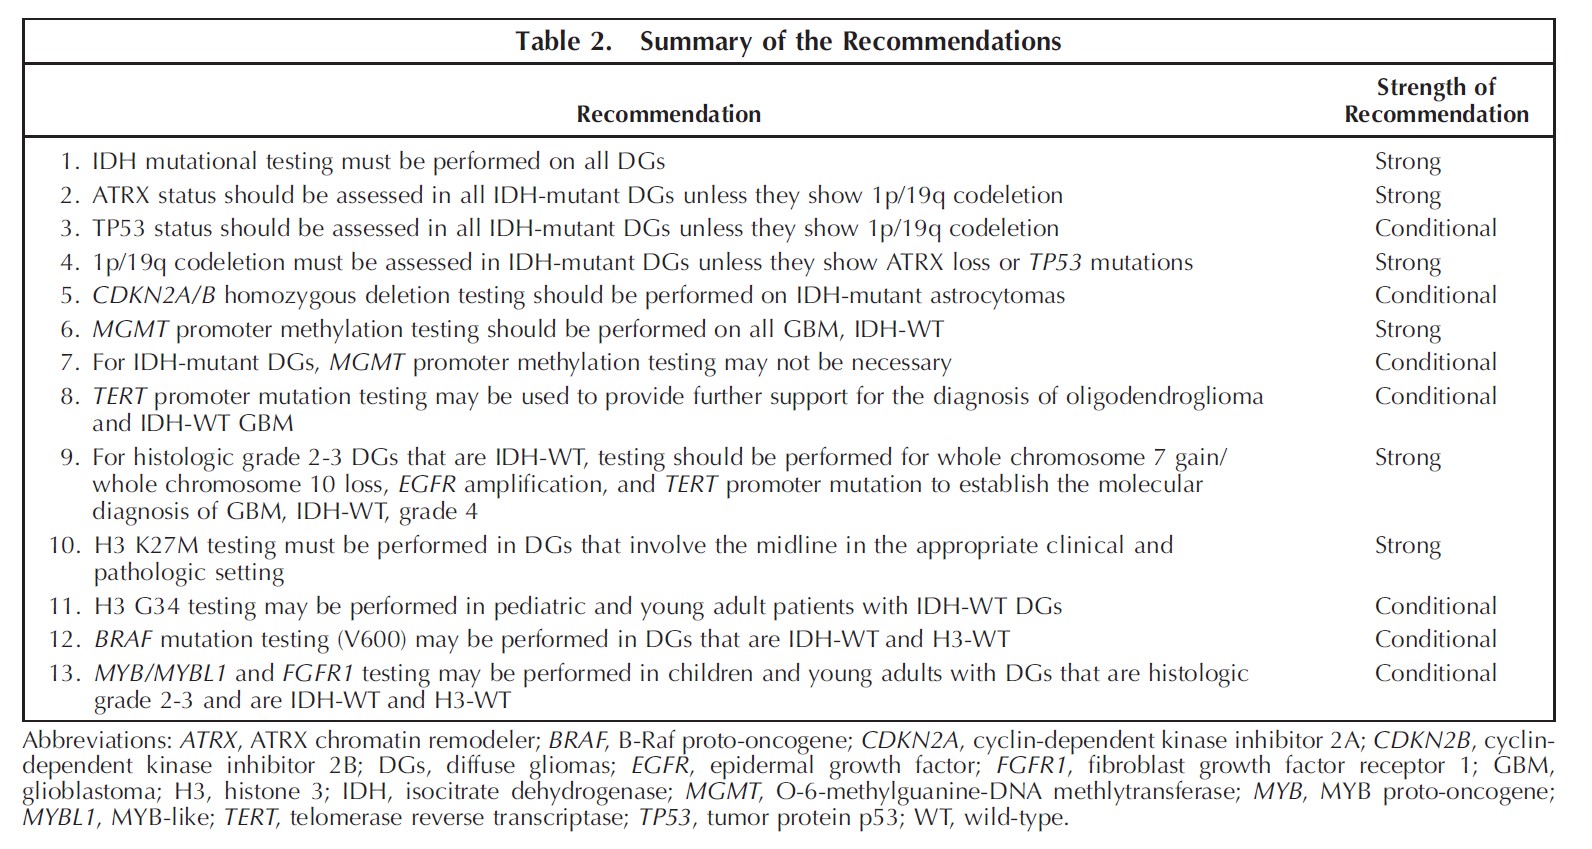 Table 2. Summary of the Recommendations
Recommendation
Strength of
Recommendation
1. IDH mutational testing must be performed on all DGs Strong
2. ATRX status should be assessed in all IDH-mutant DGs unless they show 1p/19q codeletion Strong
3. TP53 status should be assessed in all IDH-mutant DGs unless they show 1p/19q codeletion Conditional
4. 1p/19q codeletion must be assessed in IDH-mutant DGs unless they show ATRX loss or TP53 mutations Strong
5. CDKN2A/B homozygous deletion testing should be performed on IDH-mutant astrocytomas Conditional
6. MGMT promoter methylation testing should be performed on all GBM, IDH-WT Strong
7. For IDH-mutant DGs, MGMT promoter methylation testing may not be necessary Conditional
8. TERT promoter mutation testing may be used to provide further support for the diagnosis of oligodendroglioma Conditional
and IDH-WT GBM
9. For histologic grade 2-3 DGs that are IDH-WT, testing should be performed for whole chromosome 7 gain/ Strong
whole chromosome 10 loss, EGFR amplification, and TERT promoter mutation to establish the molecular
diagnosis of GBM, IDH-WT, grade 4
10. H3 K27M testing must be performed in DGs that involve the midline in the appropriate clinical and Strong
pathologic setting
11. H3 G34 testing may be performed in pediatric and young adult patients with IDH-WT DGs Conditional
12. BRAF mutation testing (V600) may be performed in DGs that are IDH-WT and H3-WT Conditional
13. MYB/MYBL1 and FGFR1 testing may be performed in children and young adults with DGs that are histologic Conditional
grade 2-3 and are IDH-WT and H3-WT
Abbreviations: ATRX, ATRX chromatin remodeler; BRAF, B-Raf proto-oncogene; CDKN2A, cyclin-dependent kinase inhibitor 2A; CDKN2B, cyclin-
dependent kinase inhibitor 2B; DGs, diffuse gliomas; EGFR, epidermal growth factor; FGFR1, fibroblast growth factor receptor 1; GBM,
glioblastoma; H3, histone 3; IDH, isocitrate dehydrogenase; MGMT, O-6-methylguanine-DNA methlytransferase; MYB, MYB proto-oncogene;
MYBL1, MYB-like; TERT, telomerase reverse transcriptase; TP53, tumor protein p53; WT, wild-type.